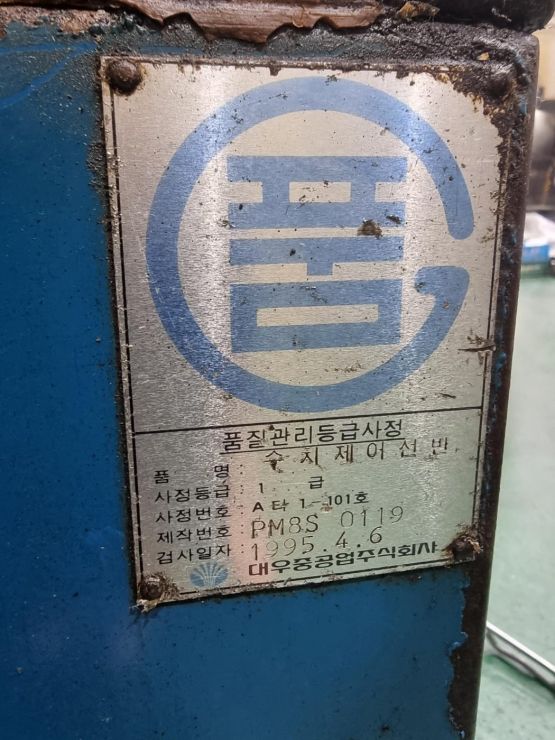 품
품질관리등급사정
품 명: 수치제어선반
사정등급: 1 급
사정번호: A타1-101호
제작번호: PM8S 0119
검사일자: 1995.4.6
대우중공업주식회사